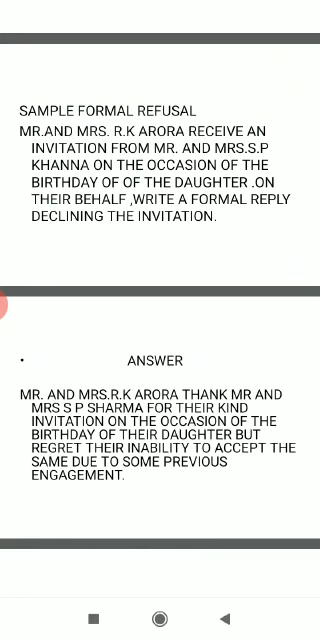 SAMPLE FORMAL REFUSAL
MR.AND MRS. R.K ARORA RECEIVE AN
INVITATION FROM MR. AND MRS.S.P
KHANNA ON THE OCCASION OF THE
BIRTHDAY OF OF THE DAUGHTER .ON
THEIR BEHALF ,WRITE A FORMAL REPLY
DECLINING THE INVITATION.
• ANSWER
MR. AND MRS.R.K ARORA THANK MR AND
MRS S P SHARMA FOR THEIR KIND
INVITATION ON THE OCCASION OF THE
BIRTHDAY OF THEIR DAUGHTER BUT
REGRET THEIR INABILITY TO ACCEPT THE
SAME DUE TO SOME PREVIOUS
ENGAGEMENT.